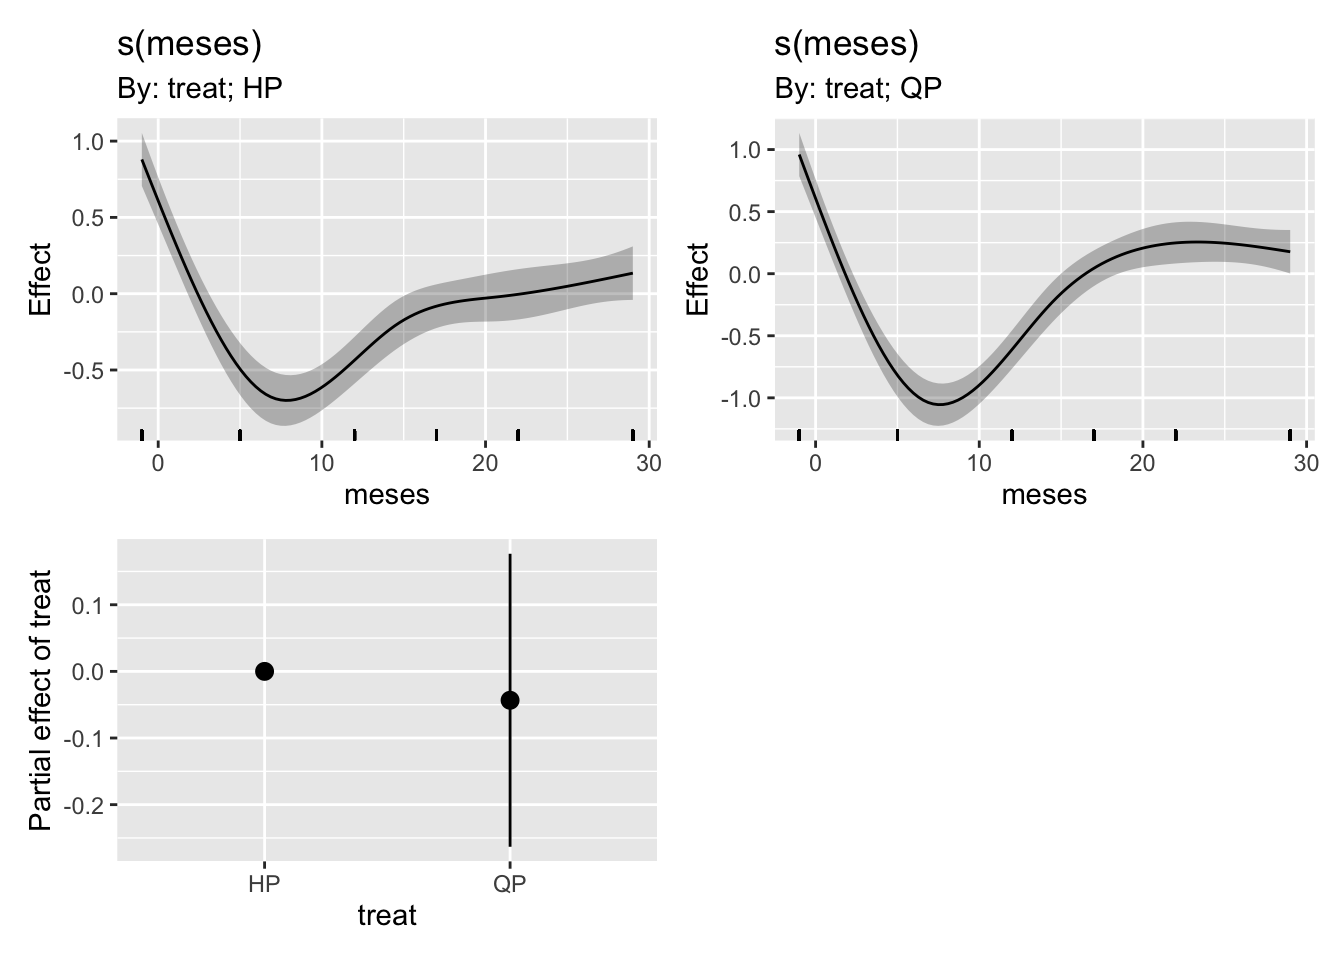 s(meses)
By: treat; HP
Effect
1.0
0.5
0.0
-0.5
0
10
20
30
meses
s(meses)
By: treat; QP
Effect
1.0
0.5
0.0
-0.5
-1.0
0
10
20
30
meses
Partial effect of treat
0.1
0.0
-0.1
-0.2
HP
QP
treat